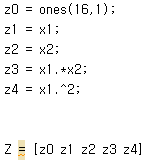 z0 = ones(16,1);
z1 = x1;
z2 = x2;
z3 = x1.*x2;
z4 = x1.^2;
Z = [z0 z1 z2 z3 z4]